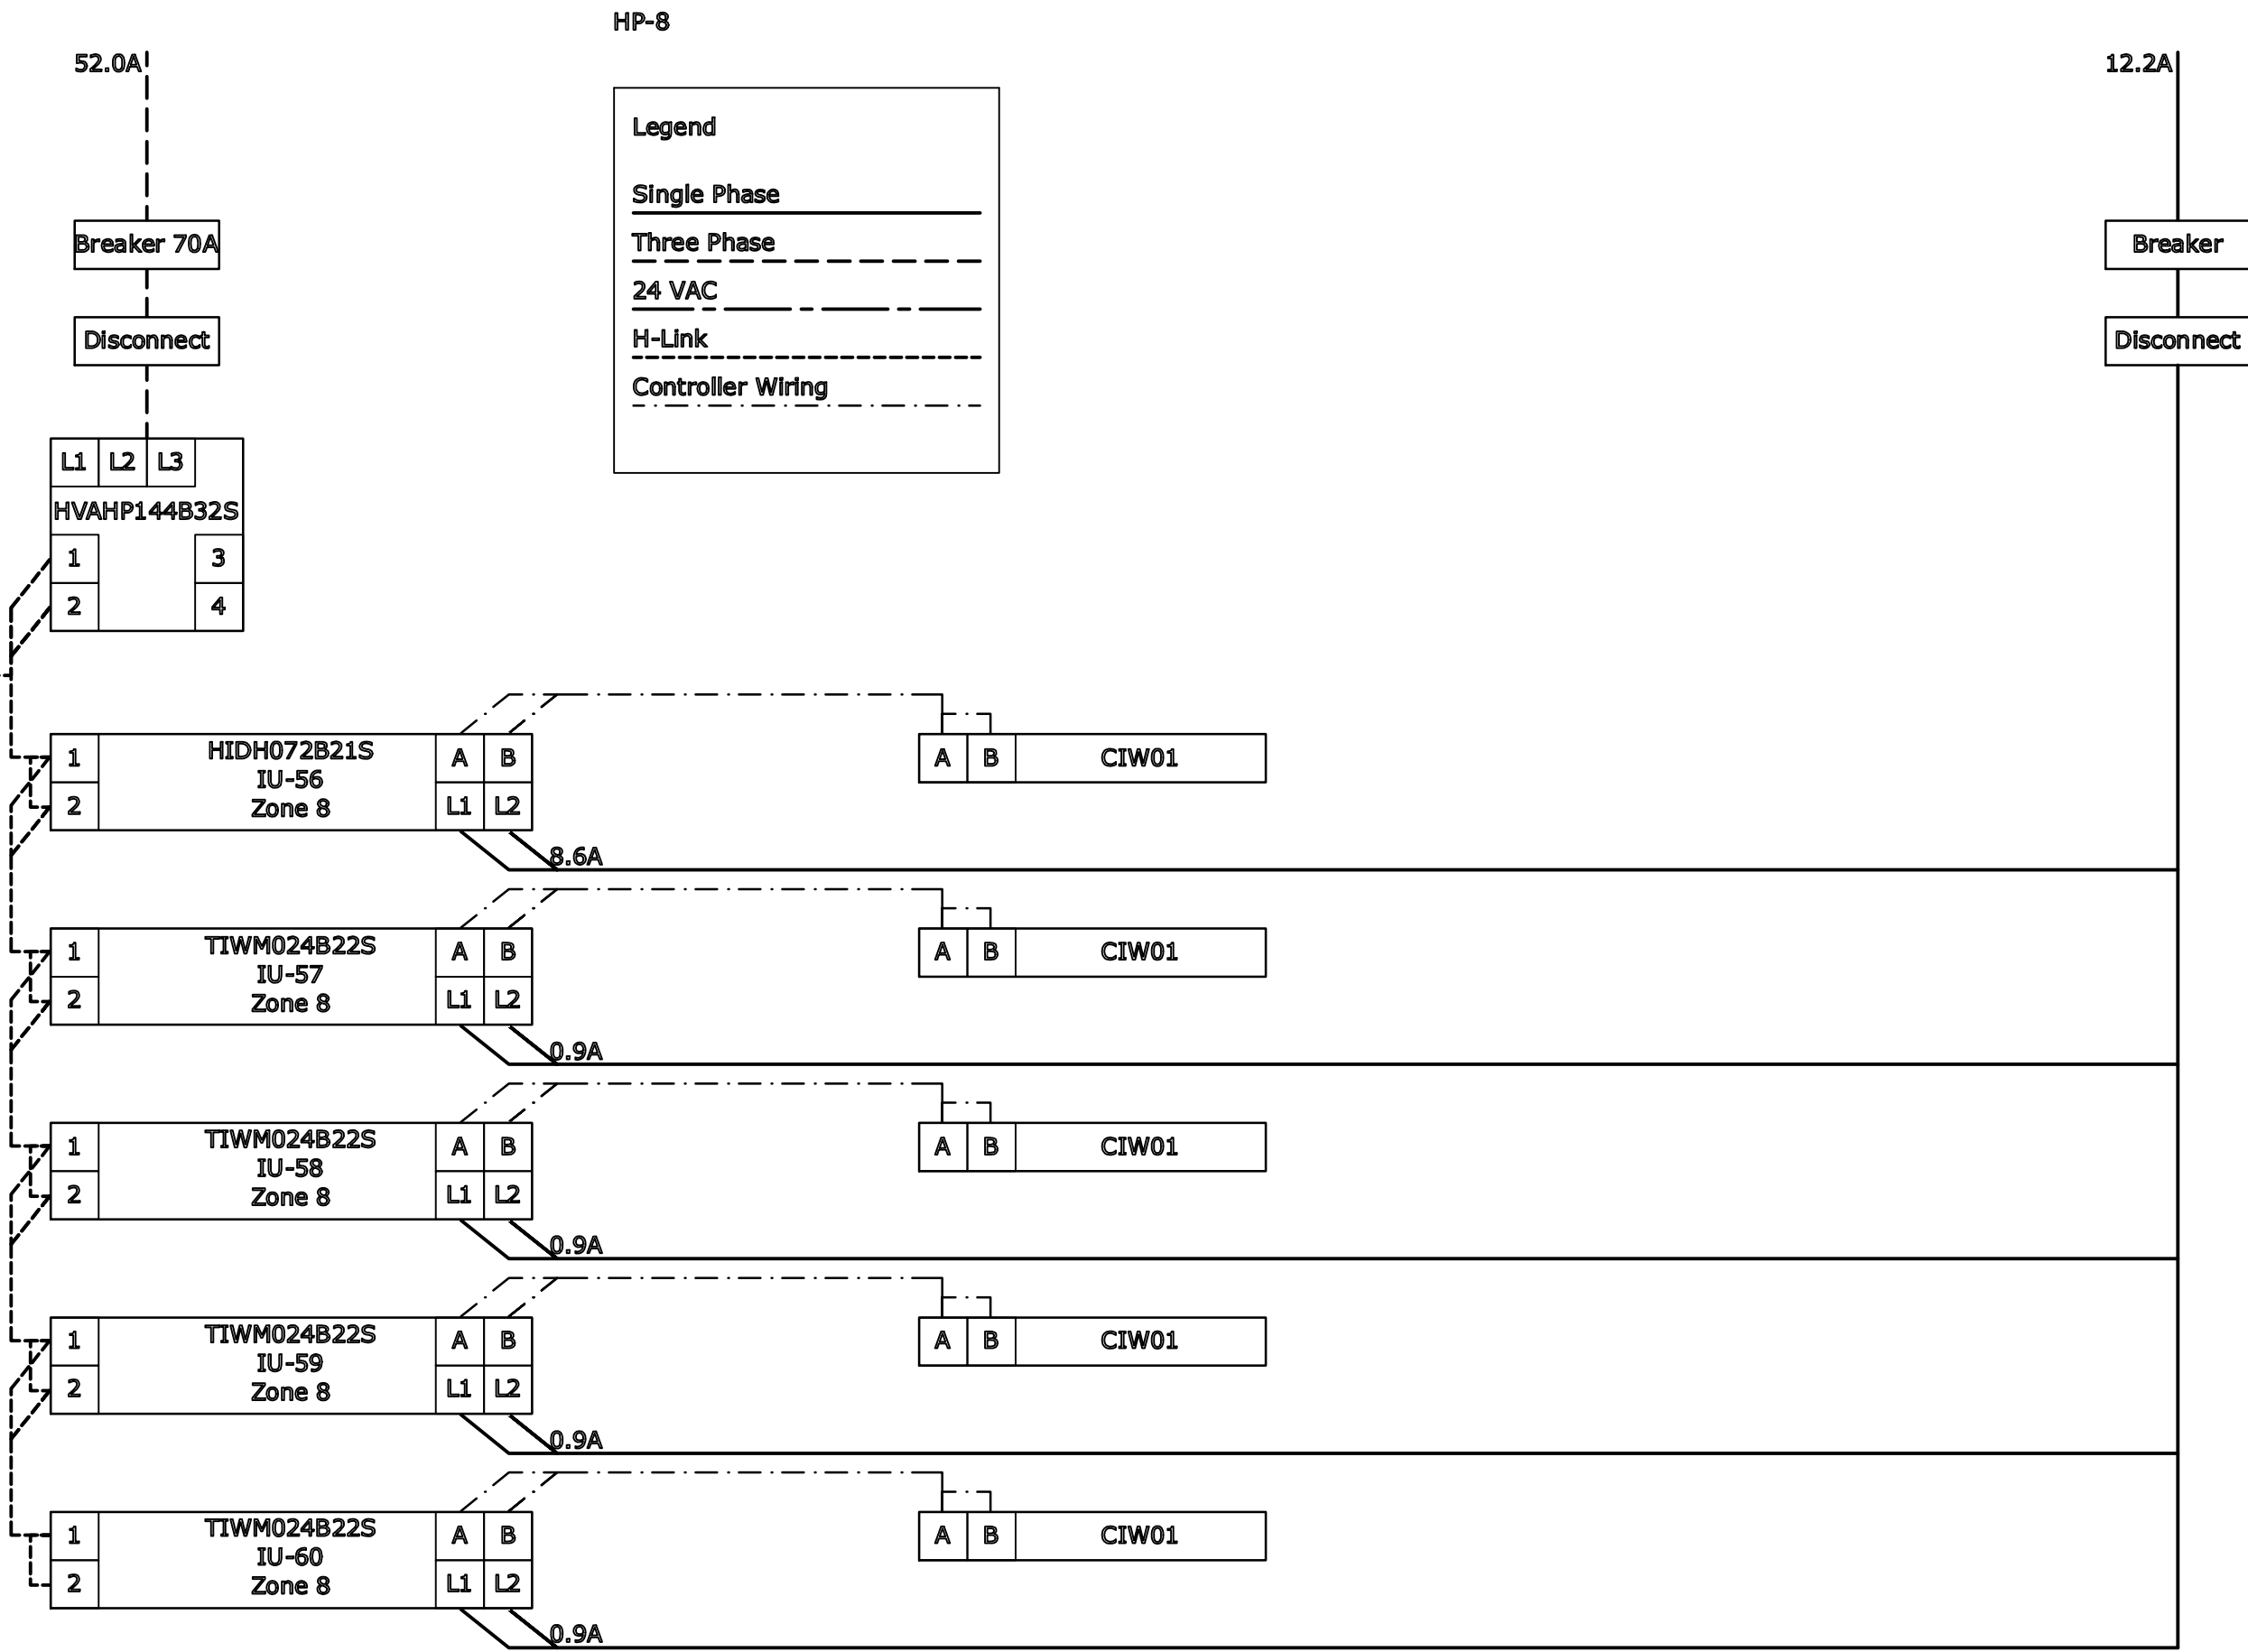 HP-8
52.0A
12.2A
Legend
Single Phase
Three Phase
24 VAC
H-Link
Controller Wiring
Breaker 70A
Breaker
Disconnect
Disconnect
L1 L2 L3
HVAHP144B32S
1 3
2 4
HIDH072B21S
1 A B A B CIW01
IU-56
2 L1 L2
Zone 8
8.6A
TIWM024B22S
1 A B A B CIW01
IU-57
2 L1 L2
Zone 8
0.9A
TIWM024B22S
1 A B A B CIW01
IU-58
2 L1 L2
Zone 8
0.9A
TIWM024B22S
1 A B A B CIW01
IU-59
2 L1 L2
Zone 8
0.9A
TIWM024B22S
1 A B A B CIW01
IU-60
2 L1 L2
Zone 8
0.9A